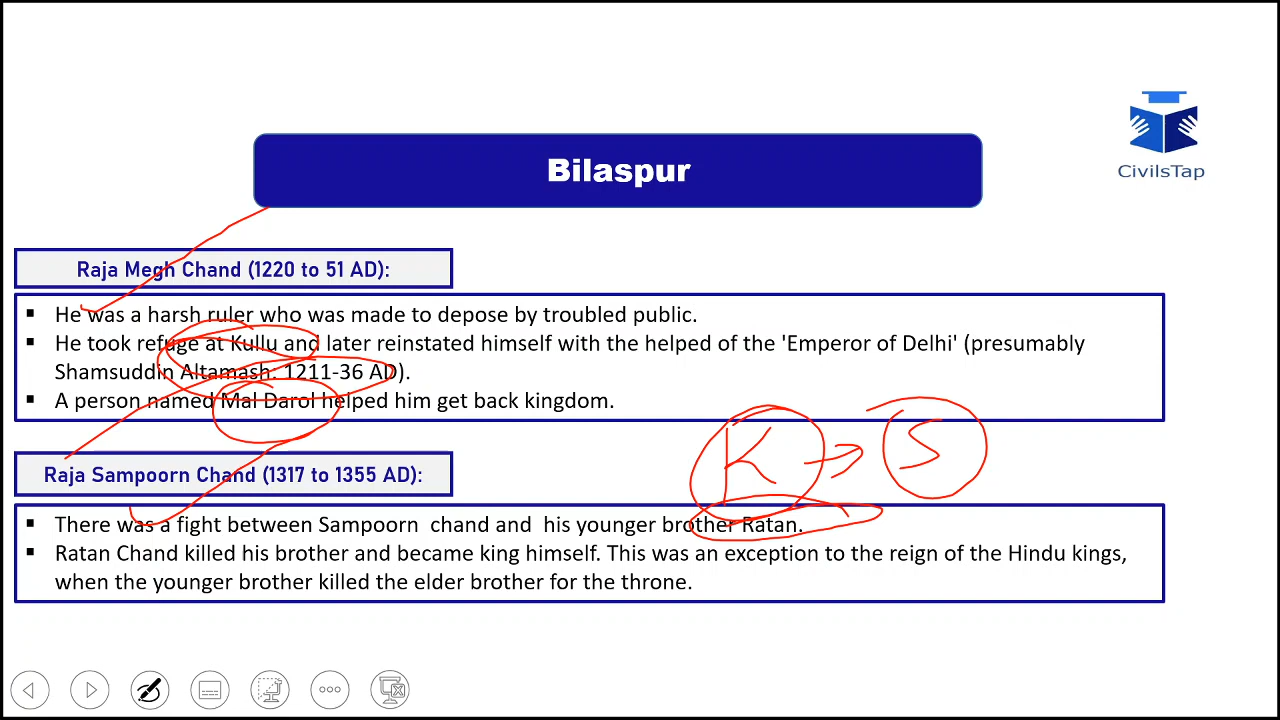 Bilaspur
CivilsTap
Raja Megh Chand (1220 to 51 AD):
▪ He was a harsh ruler who was made to depose by troubled public.
▪ He took refuge at Kullu and later reinstated himself with the helped of the 'Emperor of Delhi' (presumably
Shamsuddin Altamash: 1211-36 AD).
▪ A person named Mal Darol helped him get back kingdom.
K → S
Raja Sampoorn Chand (1317 to 1355 AD):
▪ There was a fight between Sampoorn chand and his younger brother Ratan.
▪ Ratan Chand killed his brother and became king himself. This was an exception to the reign of the Hindu kings,
when the younger brother killed the elder brother for the throne.